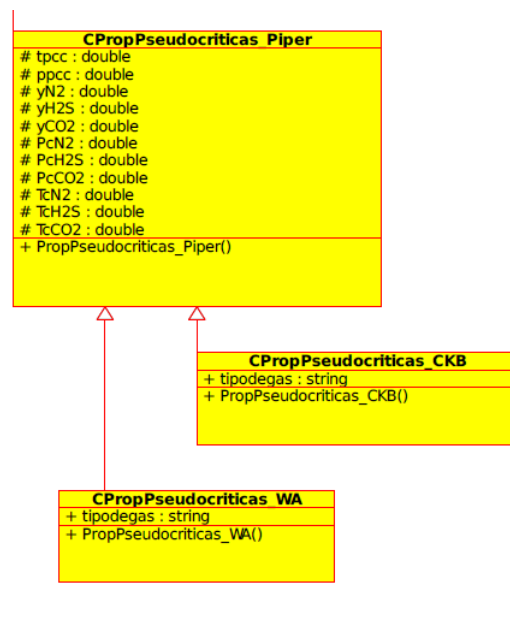 CPropPseudocriticas_Piper
# tpcc : double
# ppcc : double
# yN2 : double
# yH2S : double
# yCO2 : double
# PcN2 : double
# PcH2S : double
# PcCO2 : double
# TcN2 : double
# TcH2S : double
# TcCO2 : double
+ PropPseudocriticas_Piper()
CPropPseudocriticas_CKB
+ tipodegas : string
+ PropPseudocriticas_CKB()
CPropPseudocriticas_WA
+ tipodegas : string
+ PropPseudocriticas_WA()